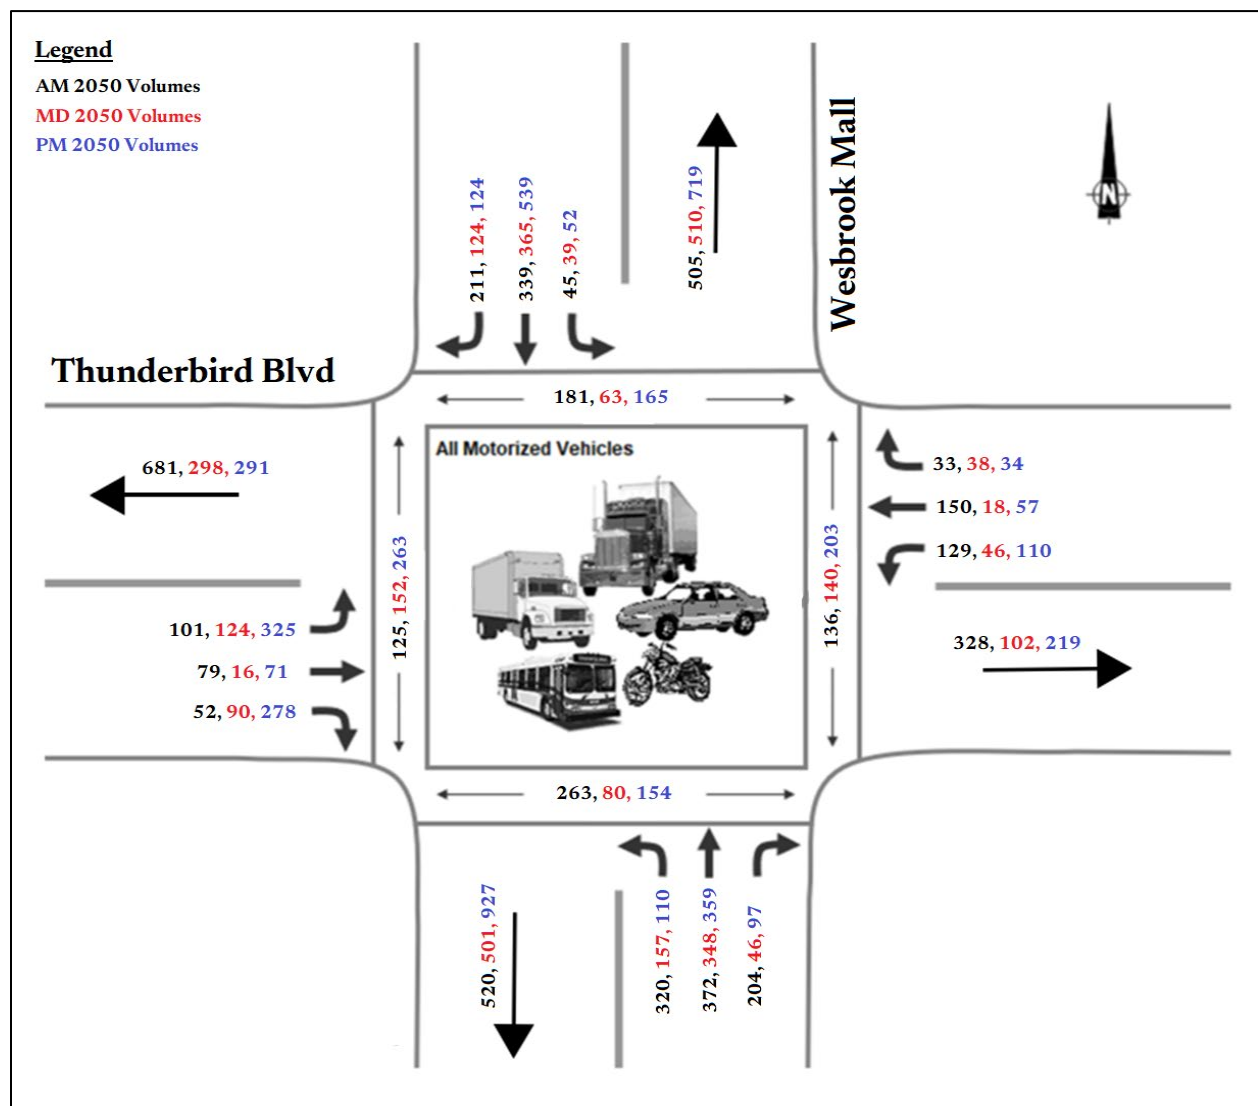 Legend
AM 2050 Volumes
MD 2050 Volumes
PM 2050 Volumes
Wesbrook Mall
N
211, 124, 124
339, 365, 539
45, 39, 52
505, 510, 719
Thunderbird Blvd
181, 63, 165
681, 298, 291
All Motorized Vehicles
33, 38, 34
150, 18, 57
129, 46, 110
125, 152, 263
136, 140, 203
101, 124, 325
79, 16, 71
52, 90, 278
328, 102, 219
263, 80, 154
520, 501, 927
320, 157, 110
372, 348, 359
204, 46, 97